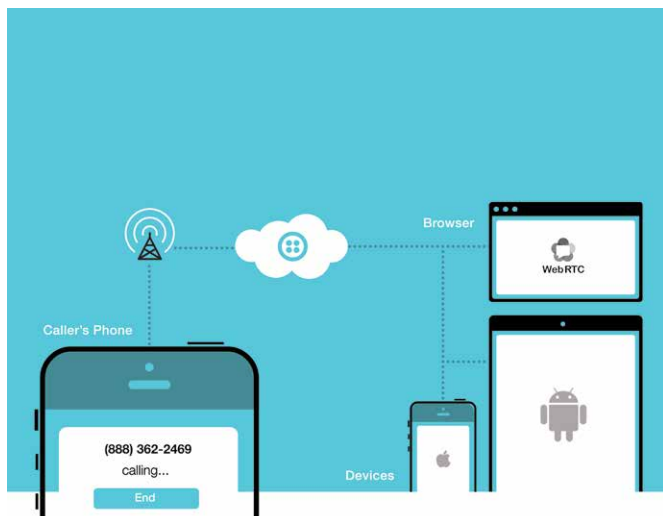 Browser
WebRTC
Caller's Phone
(888) 362-2469
calling...
End
Devices